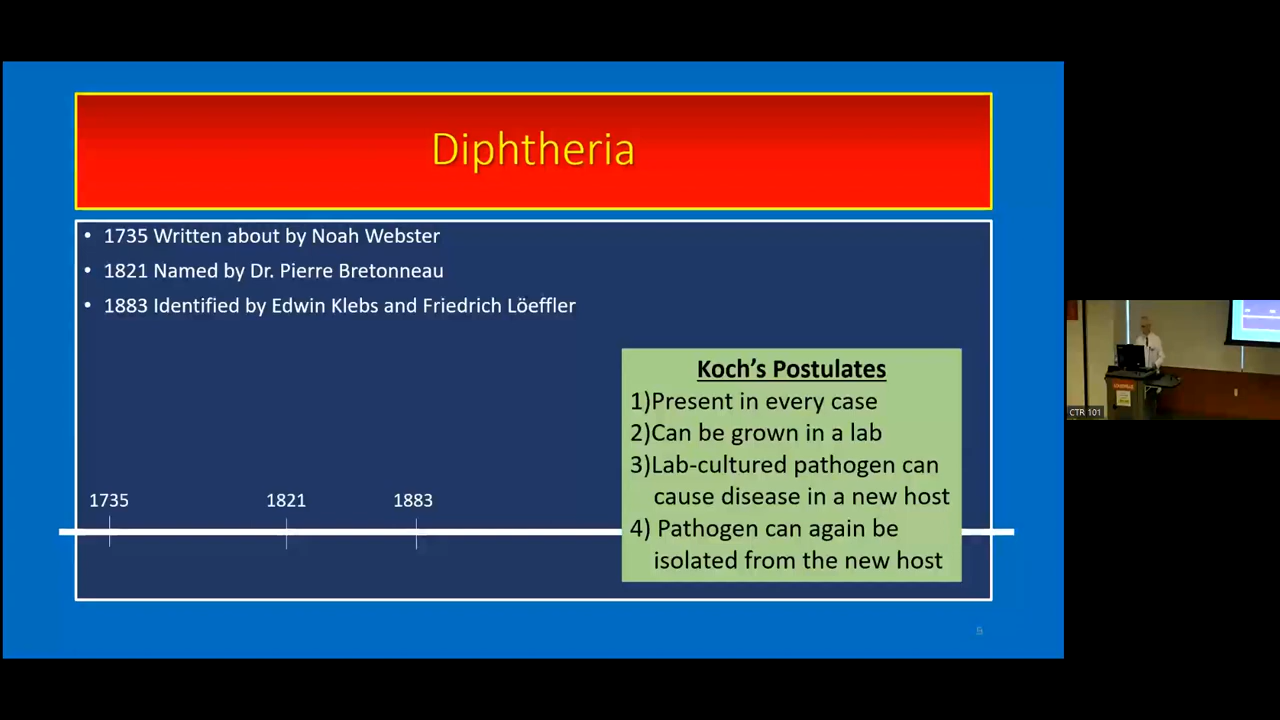 Diphtheria
• 1735 Written about by Noah Webster
• 1821 Named by Dr. Pierre Bretonneau
• 1883 Identified by Edwin Klebs and Friedrich Löeffler
Koch's Postulates
1)Present in every case
2)Can be grown in a lab
3)Lab-cultured pathogen can
cause disease in a new host
4) Pathogen can again be
isolated from the new host
1735 1821 1883
CTR 101